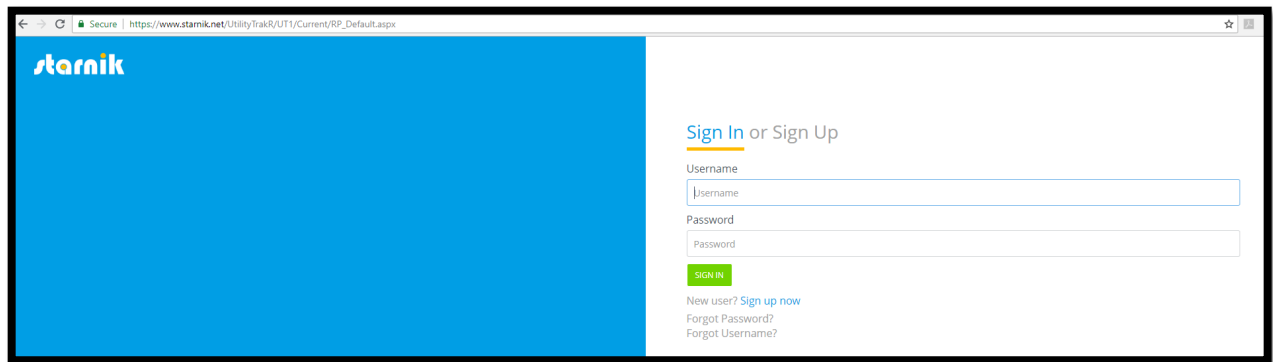 Secure | https://www.starnik.net/UtilityTrakR/UT1/Current/RP_Default.aspx
starnik
Sign In or Sign Up
Username
Username
Password
Password
SIGN IN
New user? Sign up now
Forgot Password?
Forgot Username?